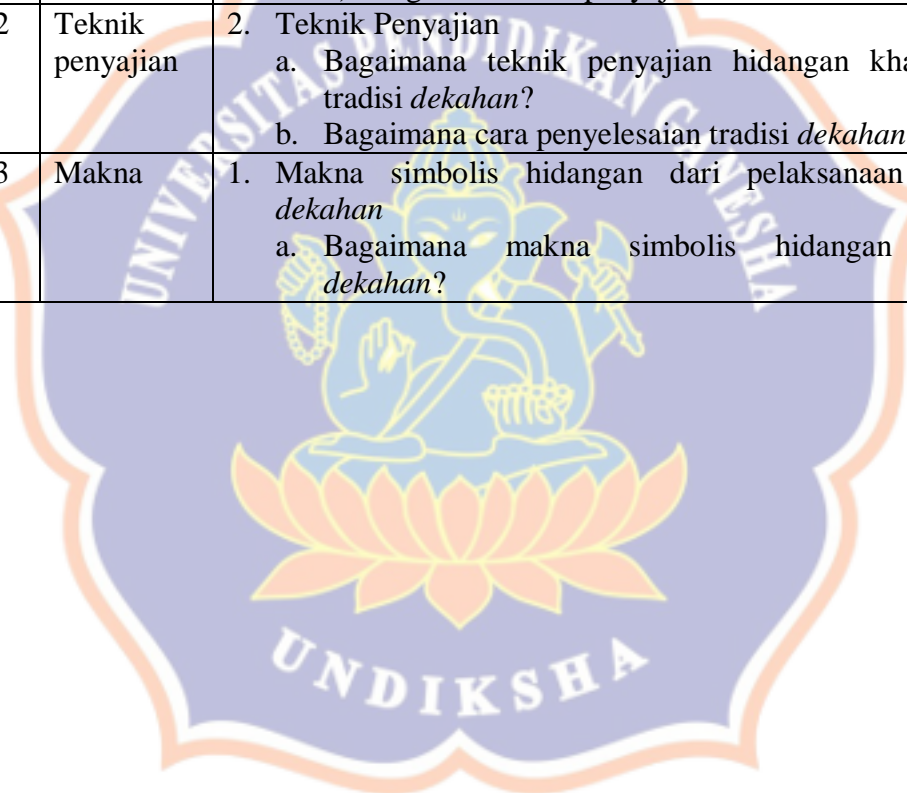 2 Teknik penyajian 2. Teknik Penyajian
a. Bagaimana teknik penyajian hidangan
tradisi dekahan?
b. Bagaimana cara penyelesaian tradisi dekahan
3 Makna 1. Makna simbolis hidangan dari pelaksanaan
dekahan
a. Bagaimana makna simbolis hidangan
dekahan?
UNIVERSITAS PENDIDIKAN GANESHA
UNDIKSHA